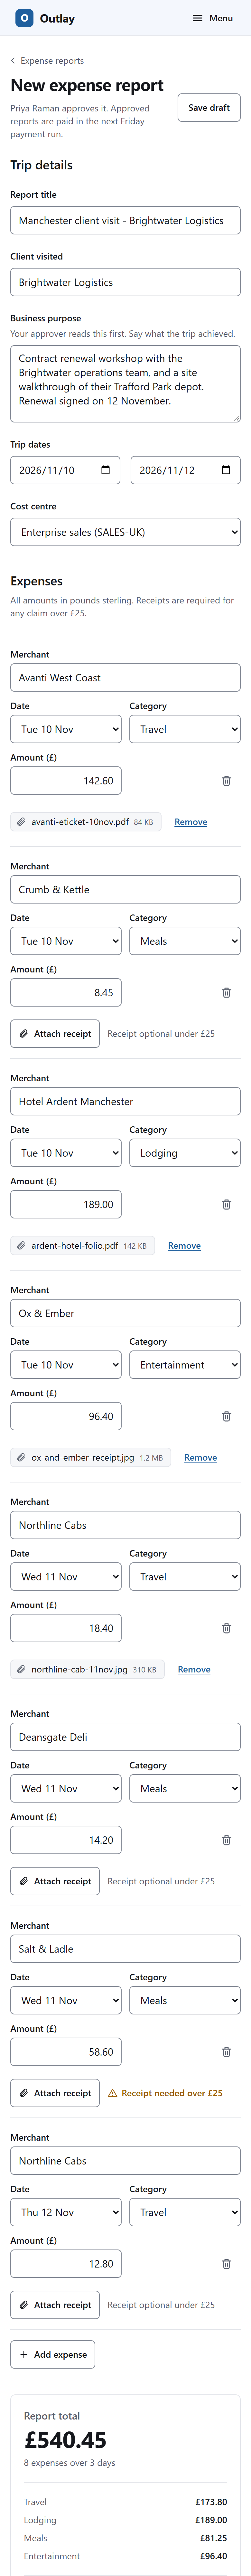 O Outlay Menu
Expense reports
New expense report
Priya Raman approves it. Approved
reports are paid in the next Friday
payment run.
Save draft
Trip details
Report title
Manchester client visit - Brightwater Logistics
Client visited
Brightwater Logistics
Business purpose
Your approver reads this first. Say what the trip achieved.
Contract renewal workshop with the
Brightwater operations team, and a site
walkthrough of their Trafford Park depot.
Renewal signed on 12 November.
Trip dates
2026/11/10 2026/11/12
Cost centre
Enterprise sales (SALES-UK)
Expenses
All amounts in pounds sterling. Receipts are required for
any claim over £25.
Merchant
Avanti West Coast
Date Category
Tue 10 Nov Travel
Amount (£)
142.60
avanti-eticket-10nov.pdf 84 KB Remove
Merchant
Crumb & Kettle
Date Category
Tue 10 Nov Meals
Amount (£)
8.45
Attach receipt Receipt optional under £25
Merchant
Hotel Ardent Manchester
Date Category
Tue 10 Nov Lodging
Amount (£)
189.00
ardent-hotel-folio.pdf 142 KB Remove
Merchant
Ox & Ember
Date Category
Tue 10 Nov Entertainment
Amount (£)
96.40
ox-and-ember-receipt.jpg 1.2 MB Remove
Merchant
Northline Cabs
Date Category
Wed 11 Nov Travel
Amount (£)
18.40
northline-cab-11nov.jpg 310 KB Remove
Merchant
Deansgate Deli
Date Category
Wed 11 Nov Meals
Amount (£)
14.20
Attach receipt Receipt optional under £25
Merchant
Salt & Ladle
Date Category
Wed 11 Nov Meals
Amount (£)
58.60
Attach receipt Receipt needed over £25
Merchant
Northline Cabs
Date Category
Thu 12 Nov Travel
Amount (£)
12.80
Attach receipt Receipt optional under £25
Add expense
Report total
£540.45
8 expenses over 3 days
Travel £173.80
Lodging £189.00
Meals £81.25
Entertainment £96.40